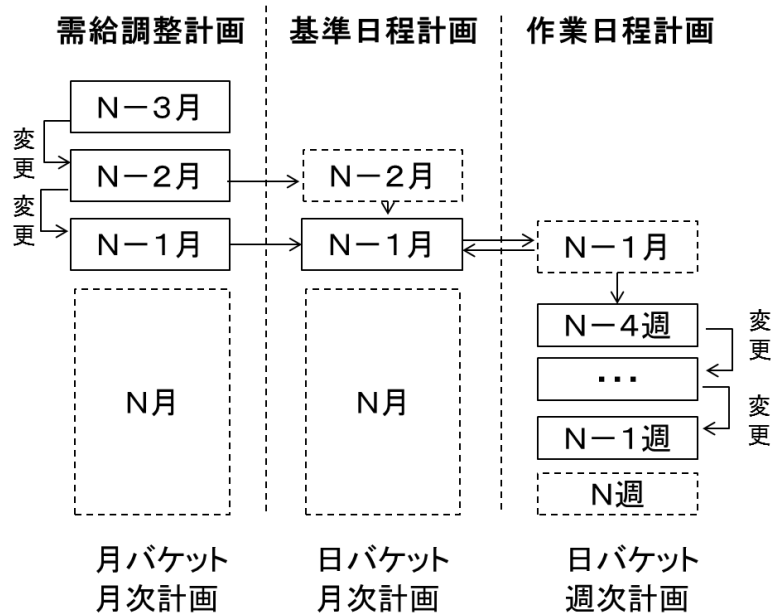 需給調整計画
N－3月
変更
N－2月
変更
N－1月
N月
月バケット
月次計画
基準日程計画
N－2月
N－1月
N月
日バケット
月次計画
作業日程計画
N－1月
N－4週
変更
・・・
変更
N－1週
N週
日バケット
週次計画